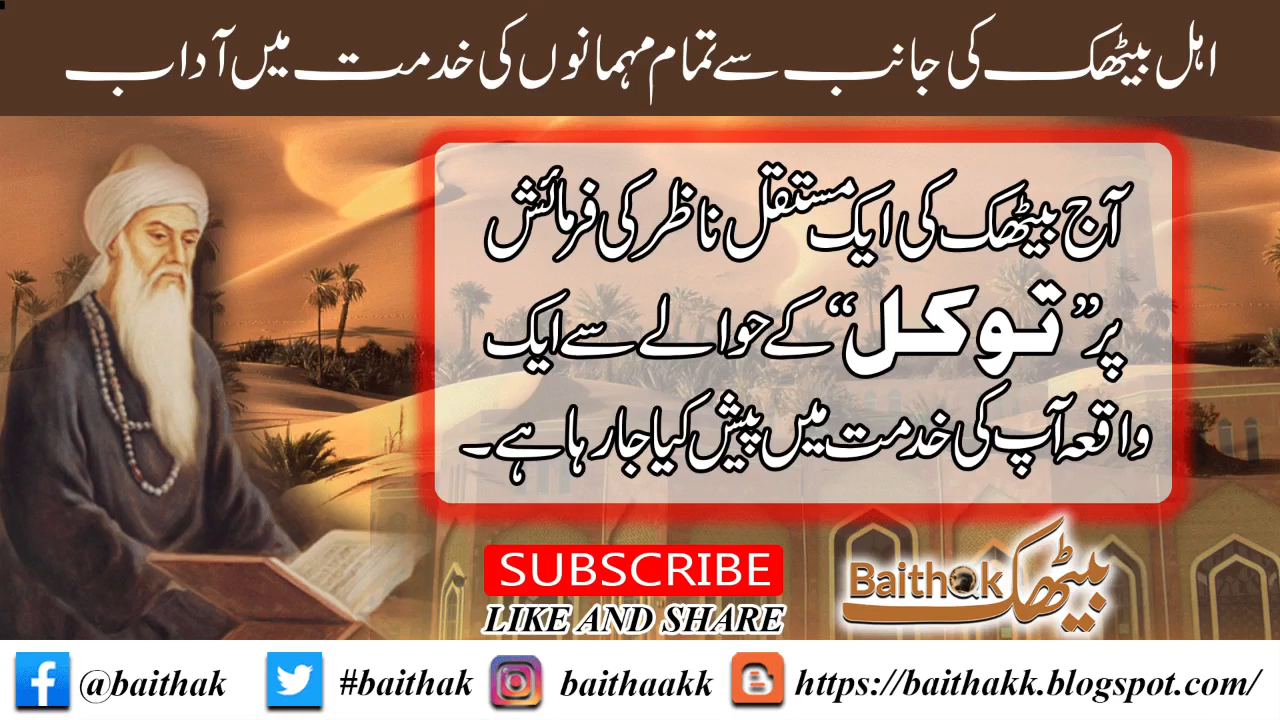 اہل بیٹھک کی جانب سے تمام مہمانوں کی خدمت میں آداب
آج بیٹھک کی ایک مستقل ناظر کی فرمائش
پر ”توکل“ کے حوالے سے ایک
واقعہ آپ کی خدمت میں پیش کیا جا رہا ہے۔
SUBSCRIBE
LIKE AND SHARE
Baithak بیٹھک
@baithak #baithak baithaakk https://baithakk.blogspot.com/